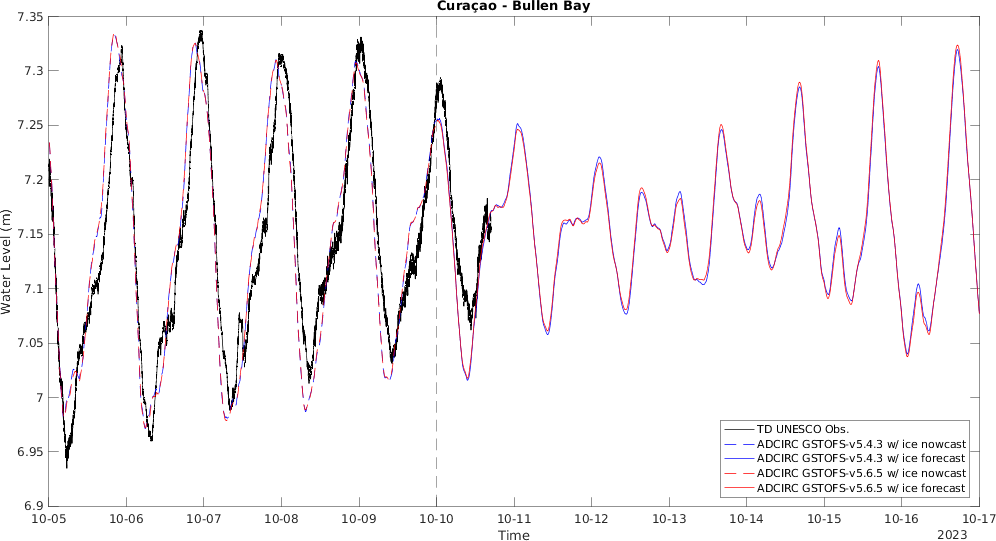 Curaçao - Bullen Bay
7.35
7.3
7.25
7.2
7.15
7.1
7.05
7
6.95
6.9
Water Level (m)
10-05 10-06 10-07 10-08 10-09 10-10 10-11 10-12 10-13 10-14 10-15 10-16 10-17
Time
2023
TD UNESCO Obs.
ADCIRC GSTOFS-v5.4.3 w/ ice nowcast
ADCIRC GSTOFS-v5.4.3 w/ ice forecast
ADCIRC GSTOFS-v5.6.5 w/ ice nowcast
ADCIRC GSTOFS-v5.6.5 w/ ice forecast